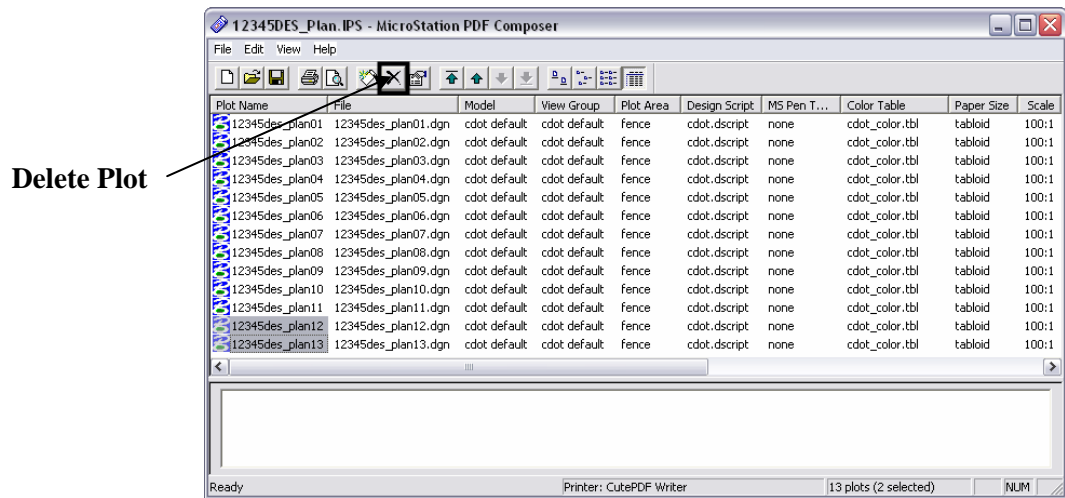 12345DES_Plan.IPS - MicroStation PDF Composer
File Edit View Help
Plot Name File Model View Group Plot Area Design Script MS Pen T... Color Table Paper Size Scale
12345des_plan01 12345des_plan01.dgn cdot default cdot default fence cdot.dscript none cdot_color.tbl tabloid 100:1
12345des_plan02 12345des_plan02.dgn cdot default cdot default fence cdot.dscript none cdot_color.tbl tabloid 100:1
12345des_plan03 12345des_plan03.dgn cdot default cdot default fence cdot.dscript none cdot_color.tbl tabloid 100:1
Delete Plot
12345des_plan04 12345des_plan04.dgn cdot default cdot default fence cdot.dscript none cdot_color.tbl tabloid 100:1
12345des_plan05 12345des_plan05.dgn cdot default cdot default fence cdot.dscript none cdot_color.tbl tabloid 100:1
12345des_plan06 12345des_plan06.dgn cdot default cdot default fence cdot.dscript none cdot_color.tbl tabloid 100:1
12345des_plan07 12345des_plan07.dgn cdot default cdot default fence cdot.dscript none cdot_color.tbl tabloid 100:1
12345des_plan08 12345des_plan08.dgn cdot default cdot default fence cdot.dscript none cdot_color.tbl tabloid 100:1
12345des_plan09 12345des_plan09.dgn cdot default cdot default fence cdot.dscript none cdot_color.tbl tabloid 100:1
12345des_plan10 12345des_plan10.dgn cdot default cdot default fence cdot.dscript none cdot_color.tbl tabloid 100:1
12345des_plan11 12345des_plan11.dgn cdot default cdot default fence cdot.dscript none cdot_color.tbl tabloid 100:1
12345des_plan12 12345des_plan12.dgn cdot default cdot default fence cdot.dscript none cdot_color.tbl tabloid 100:1
12345des_plan13 12345des_plan13.dgn cdot default cdot default fence cdot.dscript none cdot_color.tbl tabloid 100:1
Ready Printer: CutePDF Writer 13 plots (2 selected) NUM